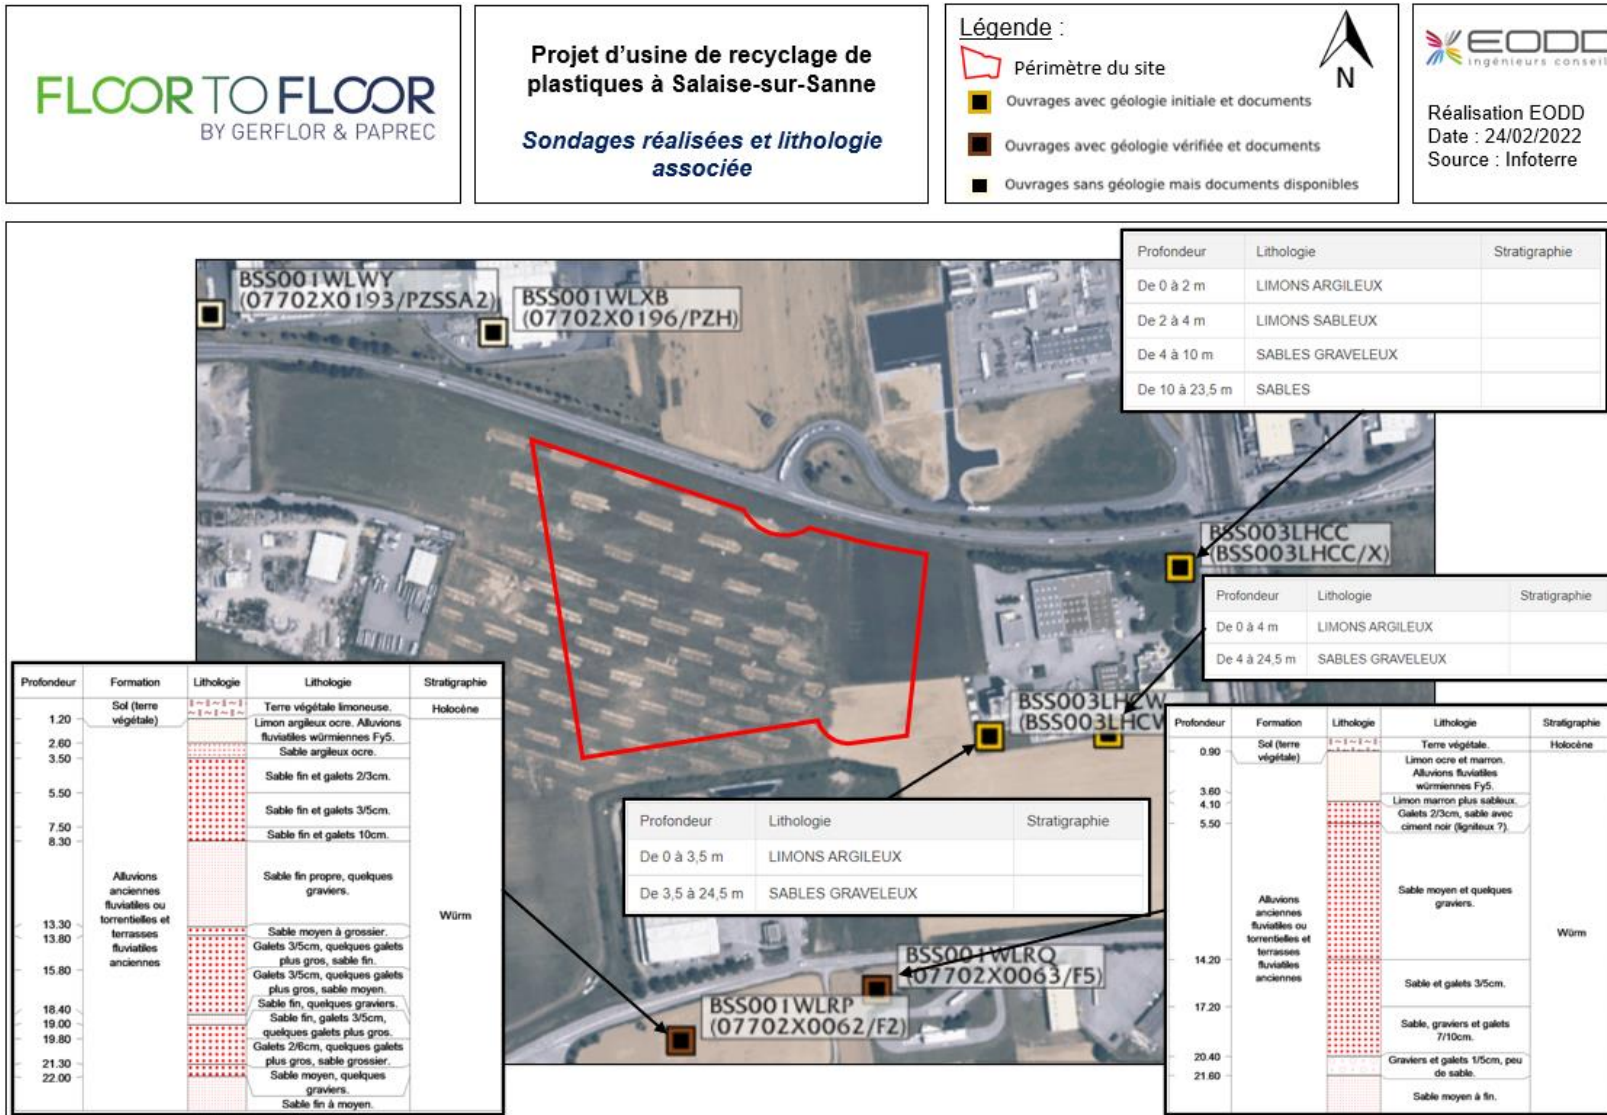 FLOOR TO FLOOR
BY GERFLOR & PAPREC
Projet d'usine de recyclage de
plastiques à Salaise-sur-Sanne
Sondages réalisées et lithologie
associée
Légende :
Périmètre du site
Ouvrages avec géologie initiale et documents
Ouvrages avec géologie vérifiée et documents
Ouvrages sans géologie mais documents disponibles
N
EODD
ingénieurs conseil
Réalisation EODD
Date : 24/02/2022
Source : Infoterre
BSS001WLWY
(07702X0193/PZSSA2)
BSS001WLXB
(07702X0196/PZH)
Profondeur Lithologie Stratigraphie
De 0 à 2 m LIMONS ARGILEUX
De 2 à 4 m LIMONS SABLEUX
De 4 à 10 m SABLES GRAVELEUX
De 10 à 23,5 m SABLES
BSS003LHCC
(BSS003LHCC/X)
Profondeur Lithologie Stratigraphie
De 0 à 4 m LIMONS ARGILEUX
De 4 à 24,5 m SABLES GRAVELEUX
BSS003LHCW
(BSS003LHCW
Profondeur Lithologie Stratigraphie
De 0 à 3,5 m LIMONS ARGILEUX
De 3,5 à 24,5 m SABLES GRAVELEUX
BSS001WLRQ
(07702X0063/F5)
BSS001WLRP
(07702X0062/F2)
Profondeur Formation Lithologie Lithologie Stratigraphie
Sol (terre
végétale)
Terre végétale limoneuse.
Holocène
1.20
Limon argileux ocre. Alluvions
fluviatiles würmiennes Fy5.
2.60
Sable argileux ocre.
3.50
Sable fin et galets 2/3cm.
5.50
Sable fin et galets 3/5cm.
7.50
Sable fin et galets 10cm.
8.30
Alluvions
anciennes
fluviatiles ou
torrentielles et
terrasses
fluviatiles
anciennes
Sable fin propre, quelques
graviers.
Würm
13.30
Sable moyen à grossier.
13.80
Galets 3/5cm, quelques galets
plus gros, sable fin.
15.80
Galets 3/5cm, quelques galets
plus gros, sable moyen.
18.40
Sable fin, quelques graviers.
19.00
Sable fin, galets 3/5cm,
quelques galets plus gros.
19.80
Galets 2/6cm, quelques galets
plus gros, sable grossier.
21.30
Sable moyen, quelques
graviers.
22.00
Sable fin à moyen.
Profondeur Formation Lithologie Lithologie Stratigraphie
Sol (terre
végétale)
Terre végétale.
Holocène
0.90
Limon ocre et marron.
Alluvions fluviatiles
würmiennes Fy5.
3.60
Limon marron plus sableux.
4.10
Galets 2/3cm, sable avec
ciment noir (ligniteux ?).
5.50
Alluvions
anciennes
fluviatiles ou
torrentielles et
terrasses
fluviatiles
anciennes
Sable moyen et quelques
graviers.
Würm
14.20
Sable et galets 3/5cm.
17.20
Sable, graviers et galets
7/10cm.
20.40
Graviers et galets 1/5cm, peu
de sable.
21.60
Sable moyen à fin.